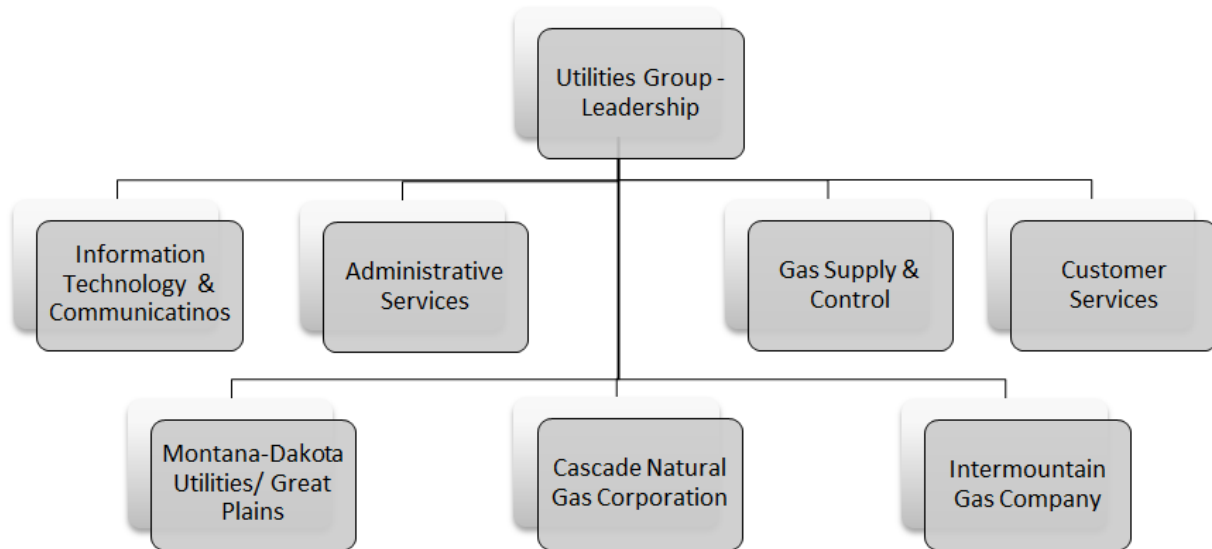 Utilities Group -
Leadership
Information
Technology &
Communicatinos
Administrative
Services
Gas Supply &
Control
Customer
Services
Montana-Dakota
Utilities/ Great
Plains
Cascade Natural
Gas Corporation
Intermountain
Gas Company